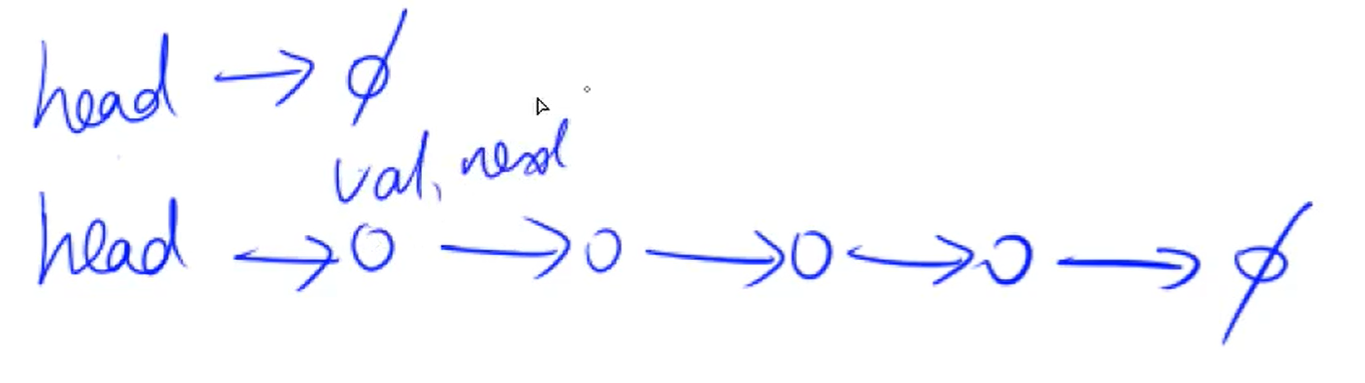 head → ∅
val, next
head → O → O → O → O → ∅